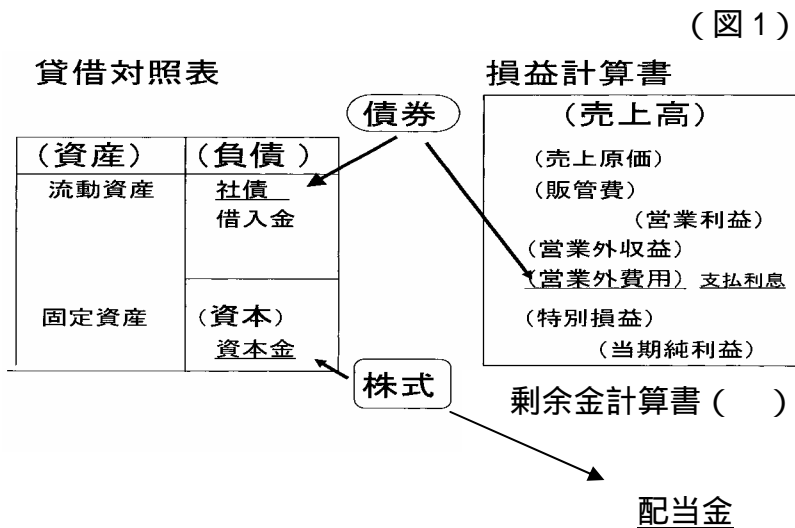 （図１）
貸借対照表
損益計算書
債券
(売上高)
(資産)
(負債)
(売上原価)
流動資産
社債
(販管費)
借入金
(営業利益)
(営業外収益)
(営業外費用) 支払利息
固定資産
(資本)
(特別損益)
資本金
(当期純利益)
株式
剰余金計算書（　）
配当金